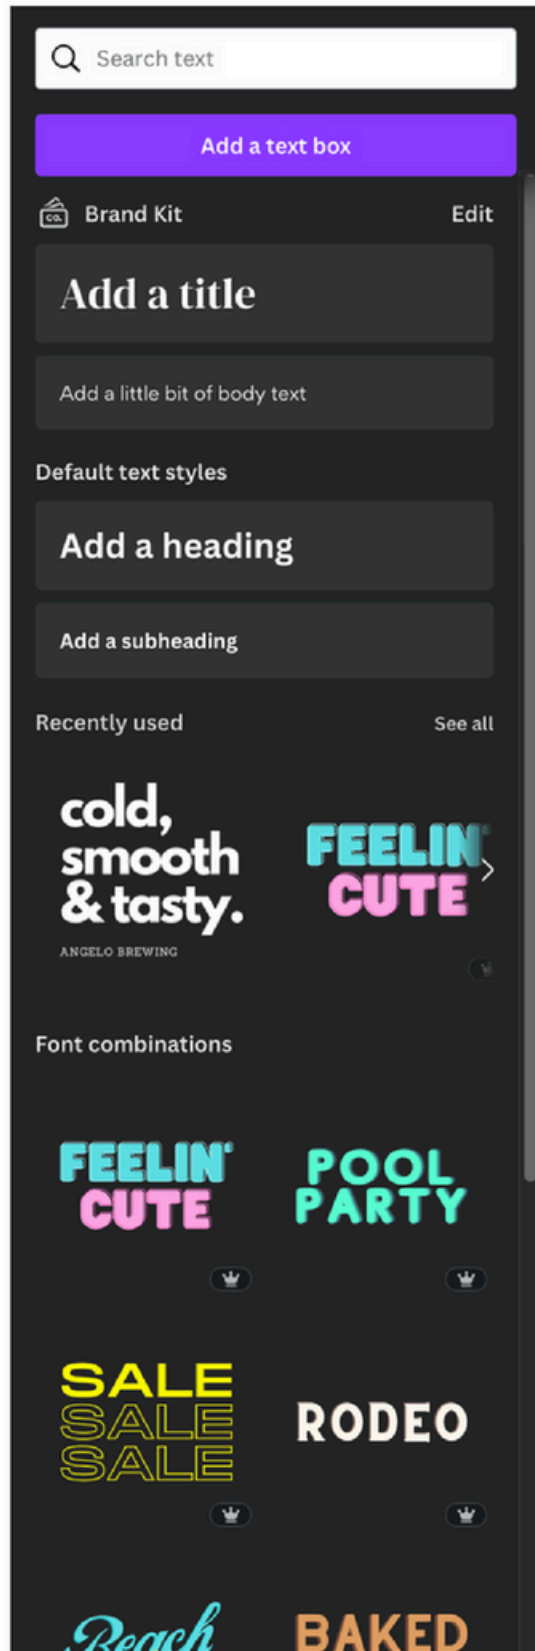 Search text
Add a text box
CO.
Brand Kit
Edit
Add a title
Add a little bit of body text
Default text styles
Add a heading
Add a subheading
Recently used
See all
cold,
smooth
& tasty.
ANGELO BREWING
FEELIN'
CUTE
Font combinations
FEELIN'
CUTE
POOL
PARTY
SALE
SALE
SALE
RODEO
Beach
BAKED